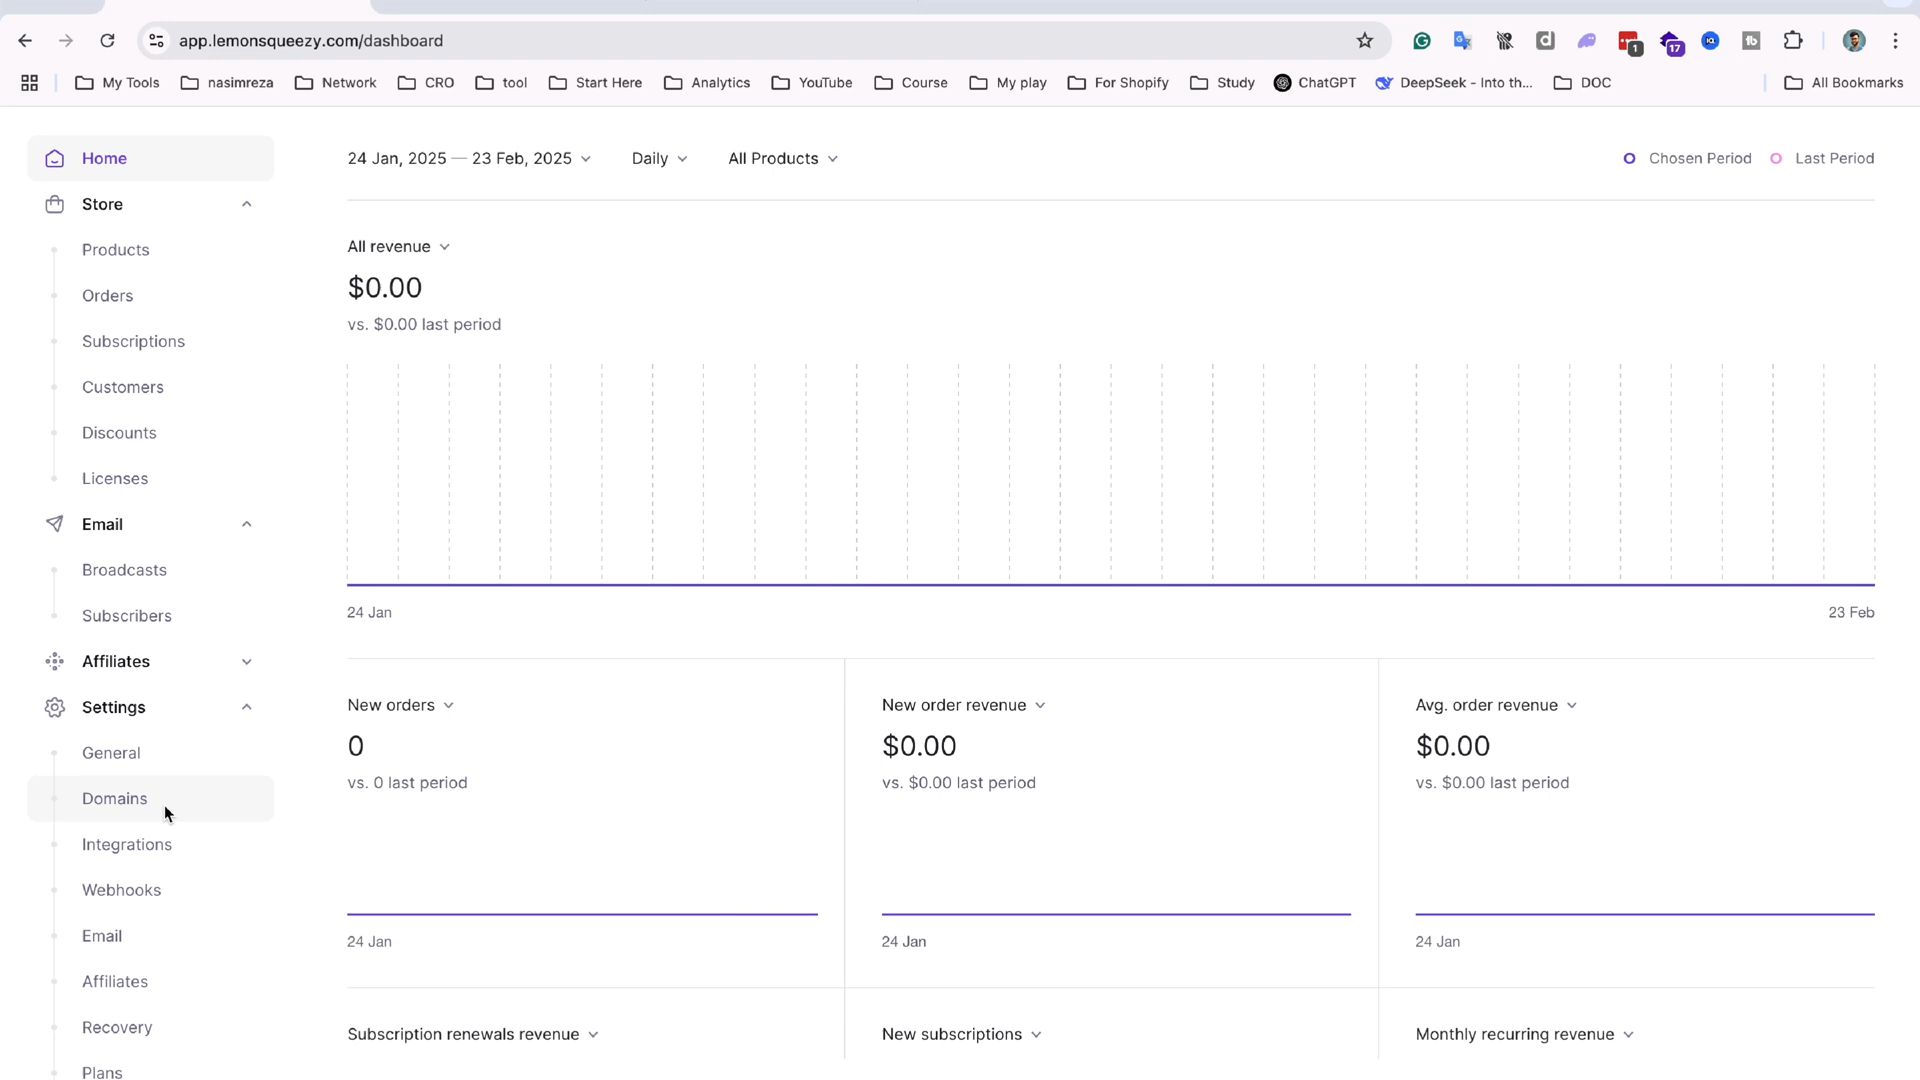 app.lemonsqueezy.com/dashboard
1
17
My Tools
nasimreza
Network
CRO
tool
Start Here
Analytics
YouTube
Course
My play
For Shopify
Study
ChatGPT
DeepSeek - Into th...
DOC
All Bookmarks
Home
Store
Products
Orders
Subscriptions
Customers
Discounts
Licenses
Email
Broadcasts
Subscribers
Affiliates
Settings
General
Domains
Integrations
Webhooks
Email
Affiliates
Recovery
Plans
24 Jan, 2025 — 23 Feb, 2025
Daily
All Products
Chosen Period
Last Period
All revenue
$0.00
vs. $0.00 last period
24 Jan
23 Feb
New orders
0
vs. 0 last period
24 Jan
New order revenue
$0.00
vs. $0.00 last period
24 Jan
Avg. order revenue
$0.00
vs. $0.00 last period
24 Jan
Subscription renewals revenue
New subscriptions
Monthly recurring revenue